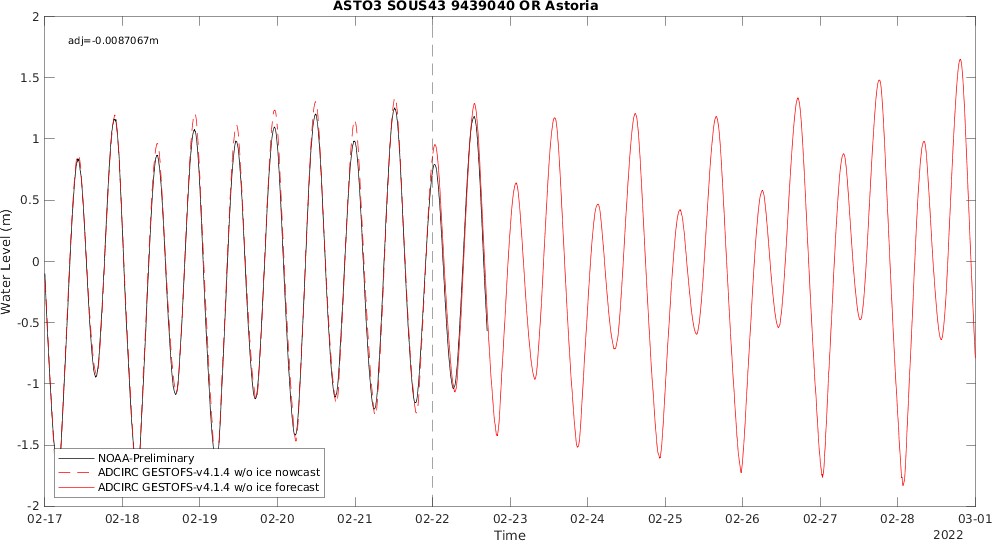 ASTO3 SOUS43 9439040 OR Astoria
adj=-0.0087067m
2
1.5
1
0.5
0
-0.5
-1
-1.5
-2
Water Level (m)
NOAA-Preliminary
ADCIRC GESTOFS-v4.1.4 w/o ice nowcast
ADCIRC GESTOFS-v4.1.4 w/o ice forecast
02-17 02-18 02-19 02-20 02-21 02-22 02-23 02-24 02-25 02-26 02-27 02-28 03-01
Time
2022